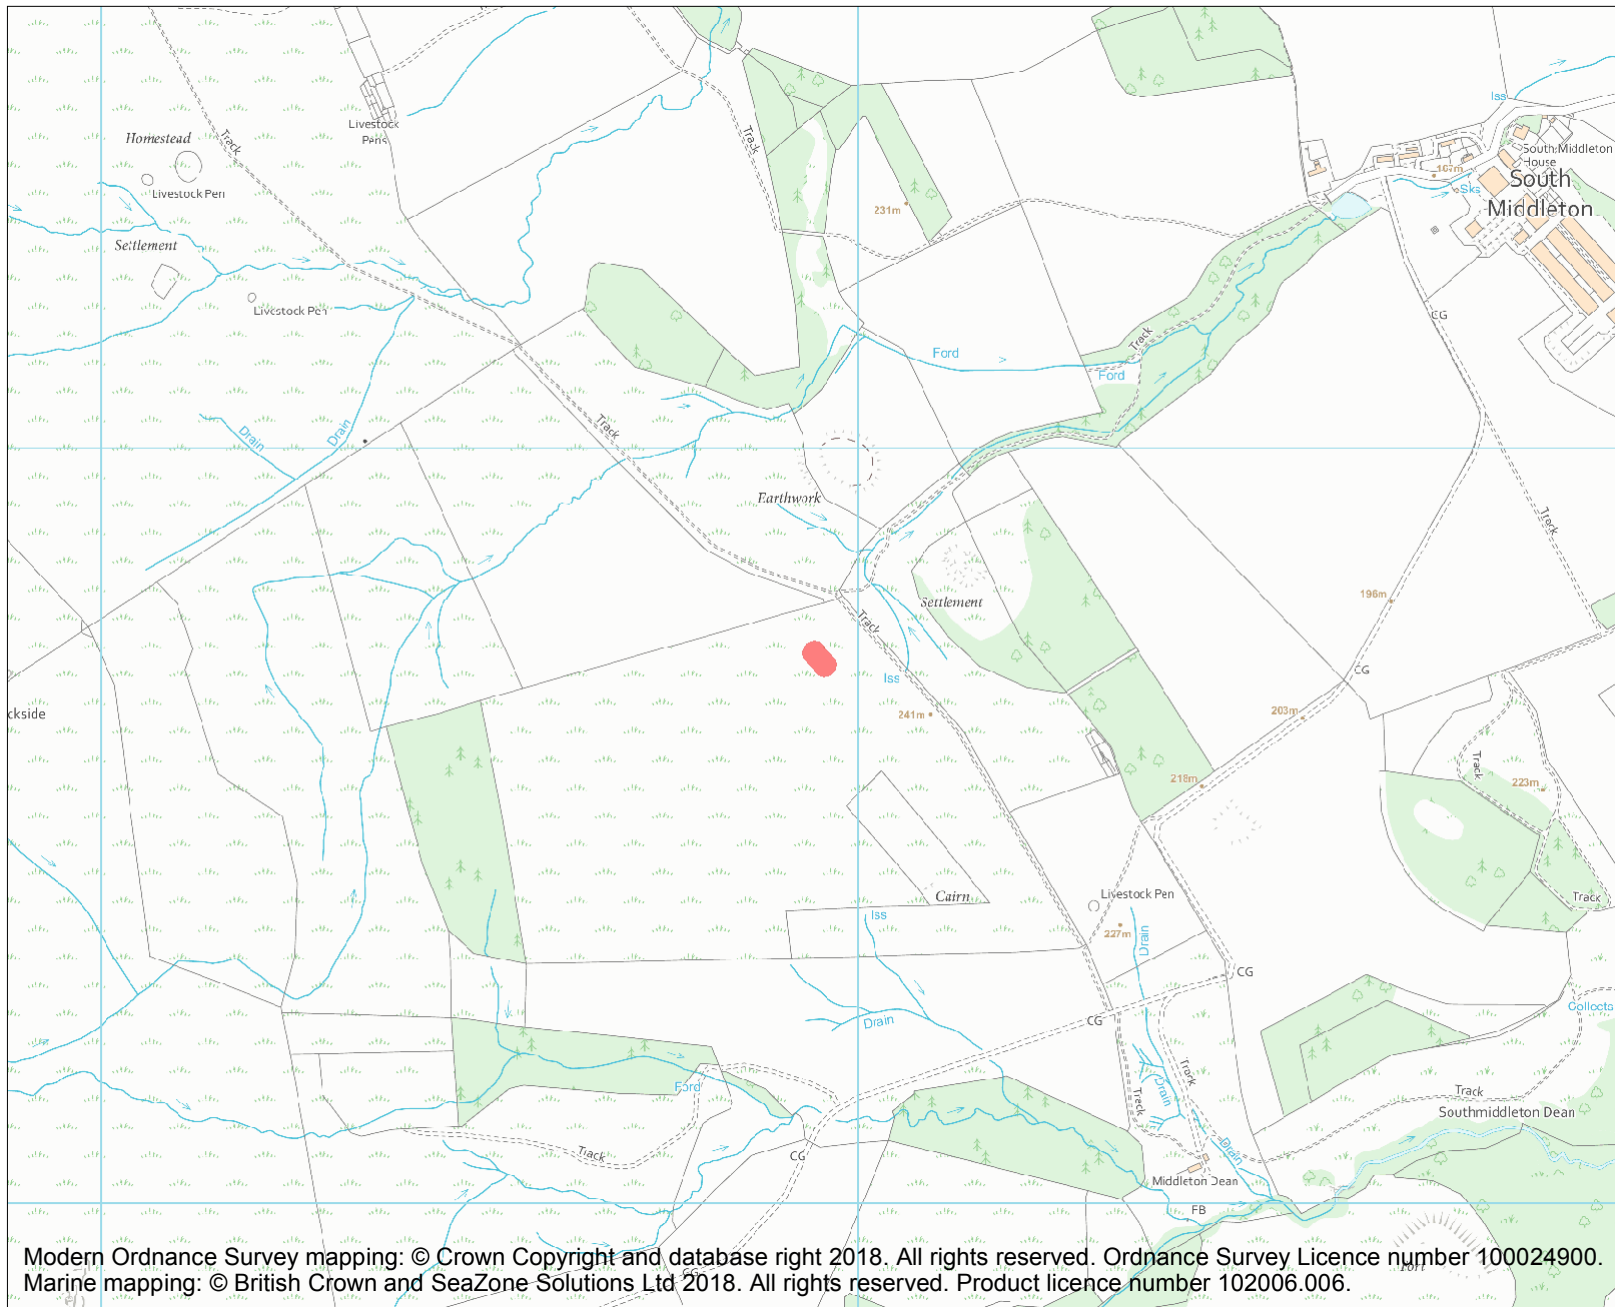 Iss
Homestead
Track
Livestock
Pens
Track
South Middleton
House
167m
South
Middleton
Sks
Livestock Pen
231m
Settlement
Livestock Pen
CG
Track
Ford
Ford
Drain
Drain
Track
Earthwork
Track
Settlement
196m
Track
Iss
CG
ckside
241m
203m
Track
218m
223m
Cairn
Livestock Pen
Track
Iss
227m
Drain
CG
Drain
CG
Collects
Track
Ford
Drain
Track
Track
Southmiddleton Dean
Track
CG
Drain
Middleton Dean
FB
Modern Ordnance Survey mapping: © Crown Copyright and database right 2018. All rights reserved. Ordnance Survey Licence number 100024900.
CG
Fort
Marine mapping: © British Crown and SeaZone Solutions Ltd 2018. All rights reserved. Product licence number 102006.006.